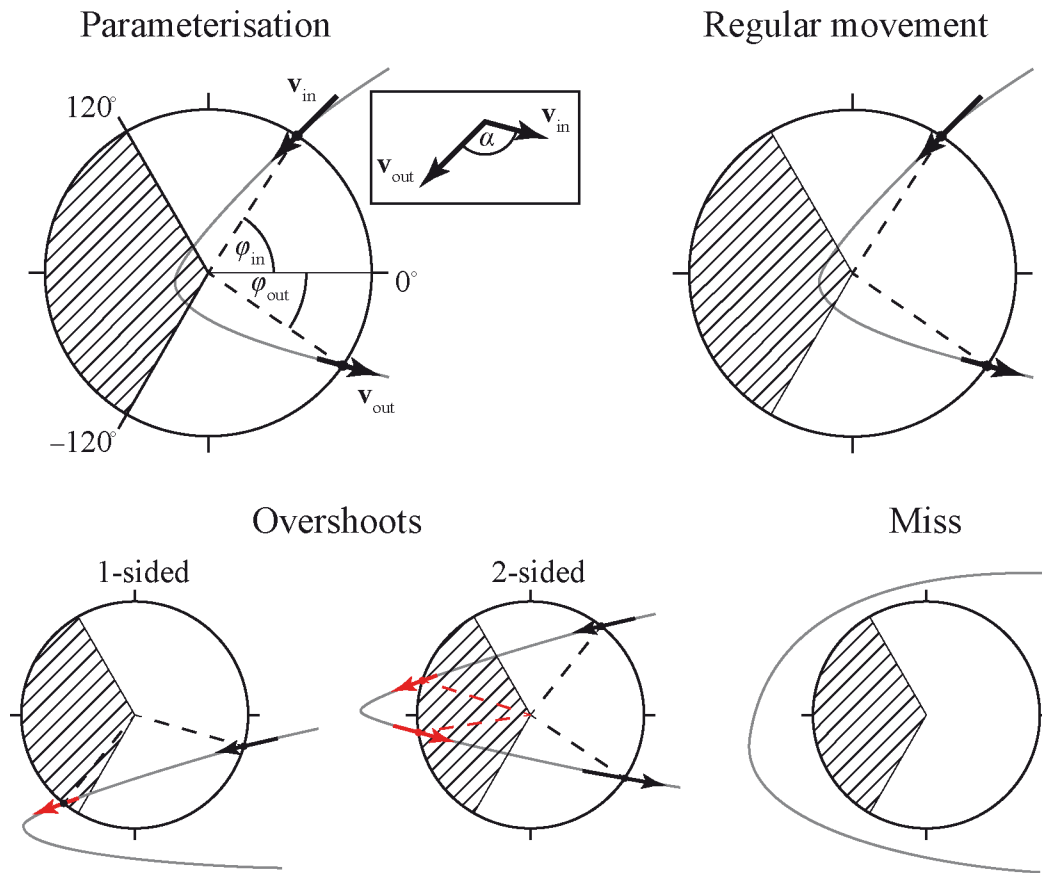 Parameterisation
Regular movement
v_in
120°
v_in
α
v_out
φ_in
0°
φ_out
v_out
–120°
Overshoots
Miss
1-sided
2-sided